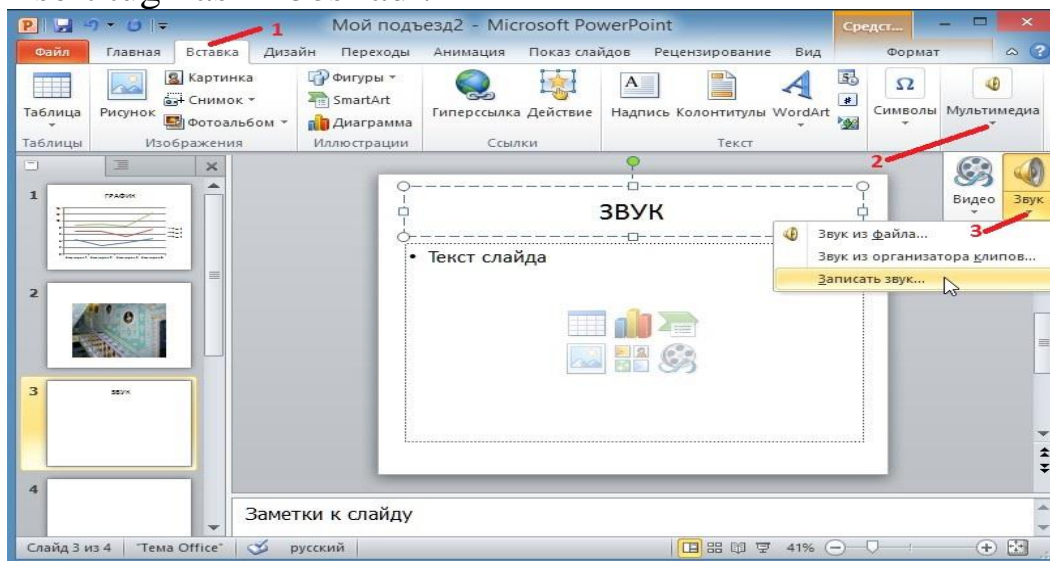 1
Мой подъезд2 - Microsoft PowerPoint
Средст...
Файл Главная Вставка Дизайн Переходы Анимация Показ слайдов Рецензирование Вид Формат
Таблица
Рисунок
Картинка
Снимок
Фотоальбом
Фигуры
SmartArt
Диаграмма
Гиперссылка Действие
Надпись Колонтитулы WordArt
Символы
Мультимедиа
Таблицы Изображения Иллюстрации Ссылки Текст
2
Видео Звук
3
Звук из файла...
Звук из организатора клипов...
Записать звук...
1
ГРАФИК
2
3
ЗВУК
4
ЗВУК
• Текст слайда
Заметки к слайду
Слайд 3 из 4 "Тема Office" русский 41%